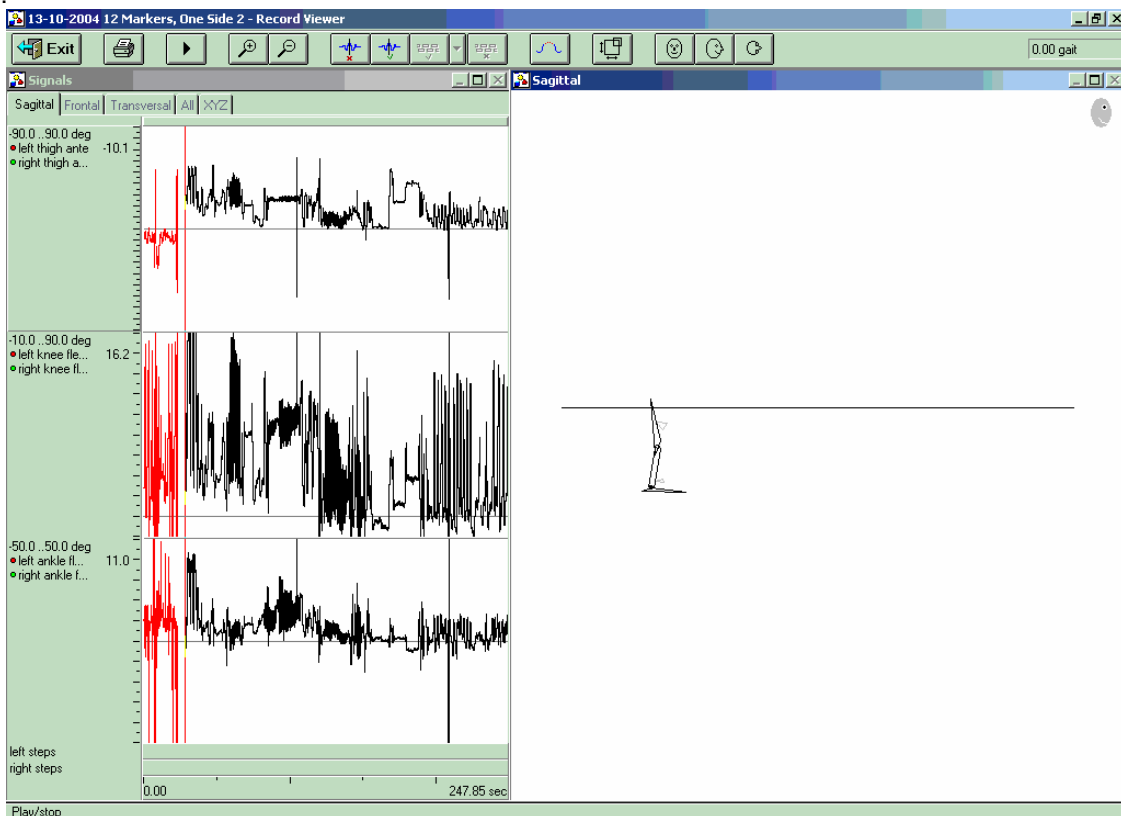 13-10-2004 12 Markers, One Side 2 - Record Viewer
Exit
0.00 gait
Signals
Sagittal
Sagittal Frontal Transversal All XYZ
-90.0 ..90.0 deg
left thigh ante -10.1
right thigh a...
-10.0 ..90.0 deg
left knee fle... 16.2
right knee fl...
-50.0 ..50.0 deg
left ankle fl... 11.0
right ankle f...
left steps
right steps
0.00 247.85 sec
Play/stop